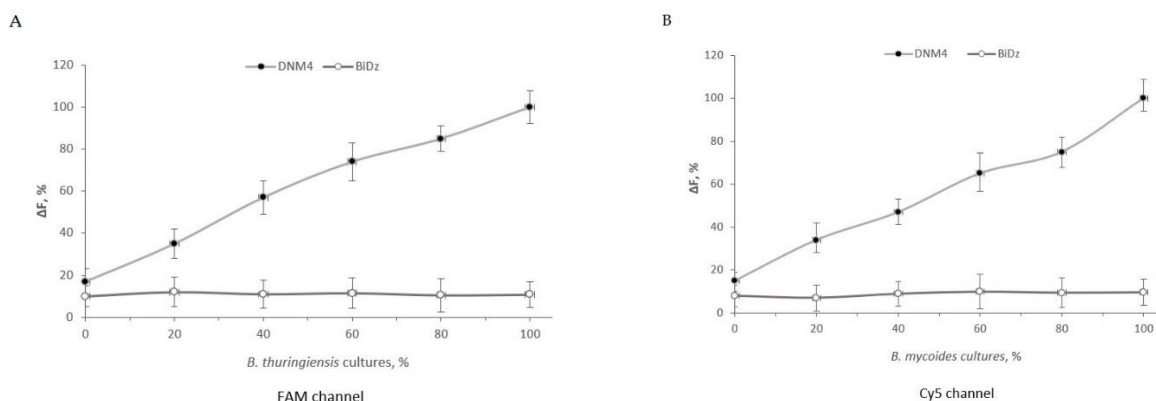 A
120
DNM4 BiDz
100
80
60
40
20
0
ΔF, %
0 20 40 60 80 100
B. thuringiensis cultures, %
FAM channel
B
120
DNM4 BiDz
100
80
60
40
20
0
ΔF, %
0 20 40 60 80 100
B. mycoides cultures, %
Cy5 channel